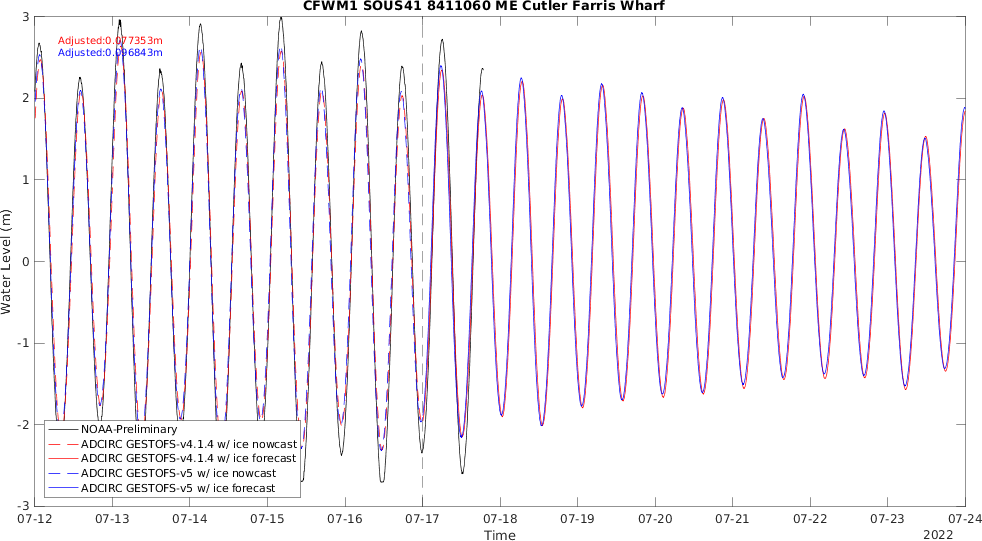 CFWM1 SOUS41 8411060 ME Cutler Farris Wharf
Adjusted:0.077353m
Adjusted:0.096843m
Water Level (m)
3
2
1
0
-1
-2
-3
NOAA-Preliminary
ADCIRC GESTOFS-v4.1.4 w/ ice nowcast
ADCIRC GESTOFS-v4.1.4 w/ ice forecast
ADCIRC GESTOFS-v5 w/ ice nowcast
ADCIRC GESTOFS-v5 w/ ice forecast
07-12 07-13 07-14 07-15 07-16 07-17 07-18 07-19 07-20 07-21 07-22 07-23 07-24
Time
2022